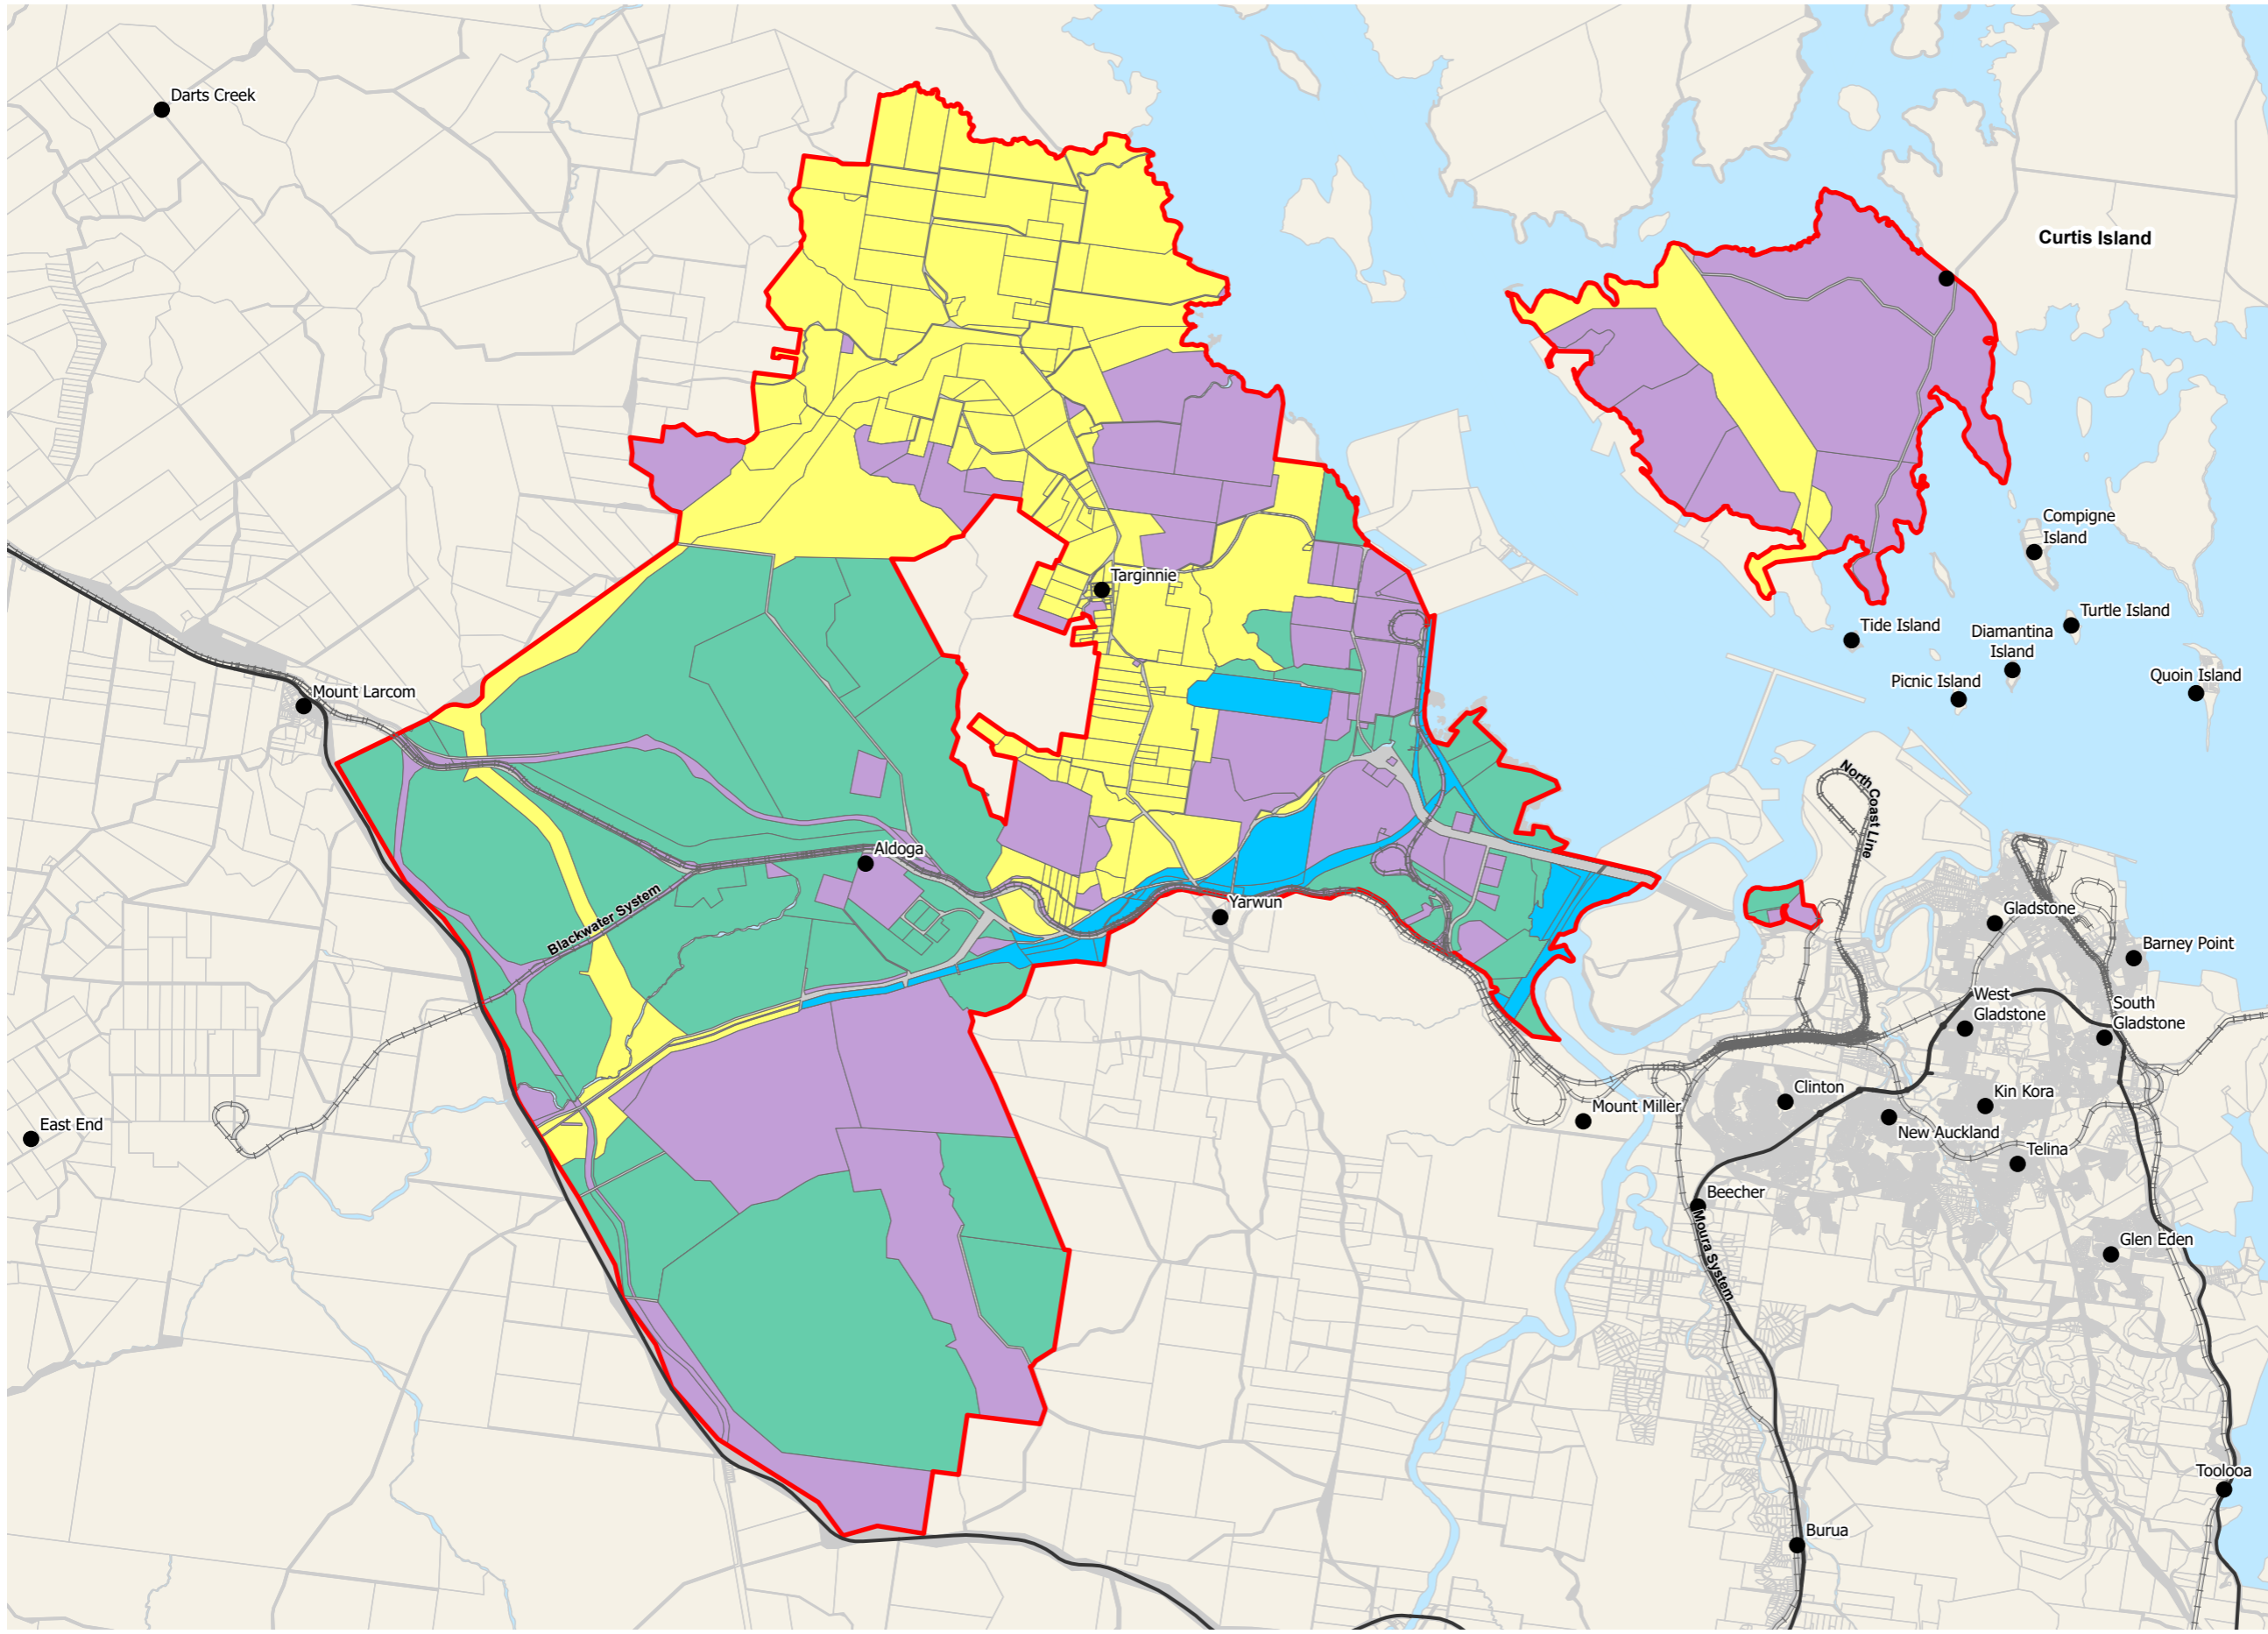 Darts Creek
Curtis Island
Compigne
Island
Targinnie
Turtle Island
Tide Island
Diamantina
Island
Quoin Island
Picnic Island
Mount Larcom
North Coast Line
Aldoga
Blackwater System
Yarwun
Gladstone
Barney Point
West
Gladstone
South
Gladstone
Clinton
Kin Kora
Mount Miller
East End
New Auckland
Telina
Beecher
Moura System
Glen Eden
Toolooa
Burua